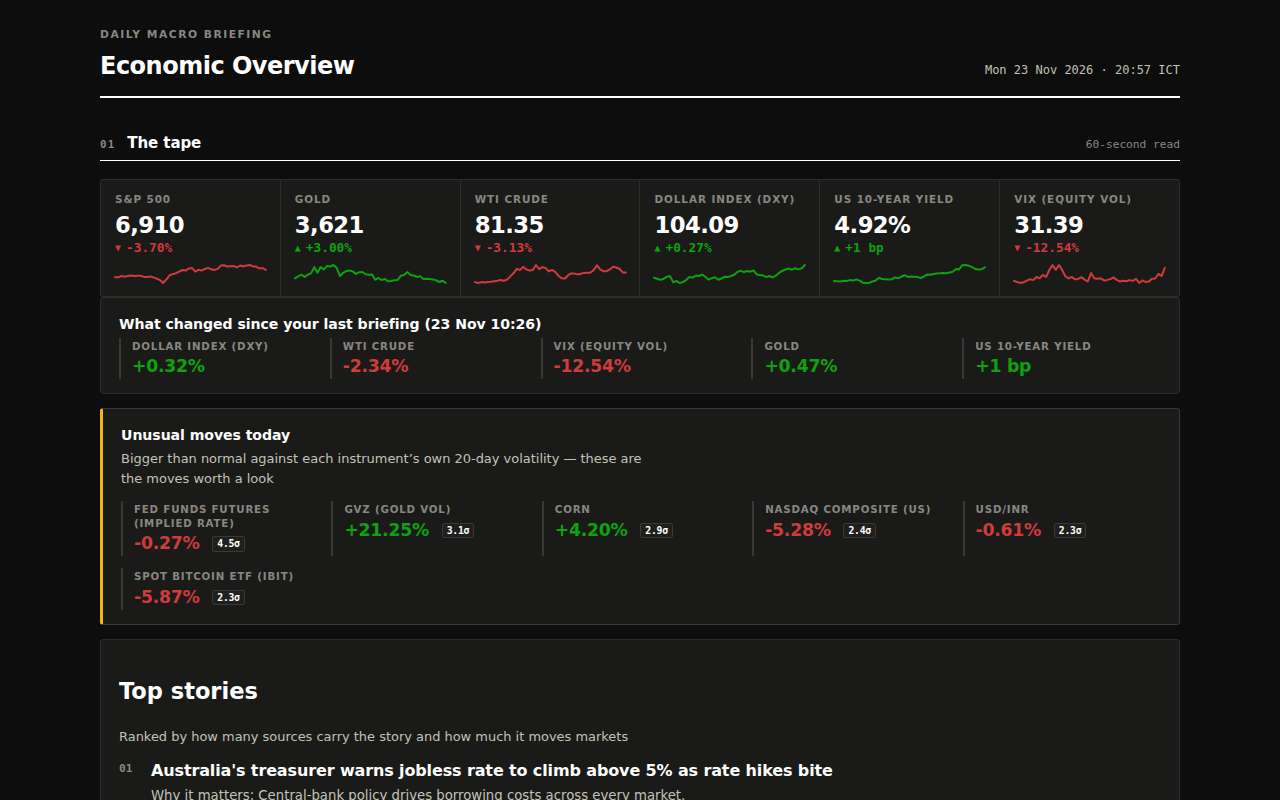 DAILY MACRO BRIEFING
Economic Overview
Mon 23 Nov 2026 · 20:57 ICT
01 The tape
60-second read
S&P 500
6,910
▼ -3.70%
GOLD
3,621
▲ +3.00%
WTI CRUDE
81.35
▼ -3.13%
DOLLAR INDEX (DXY)
104.09
▲ +0.27%
US 10-YEAR YIELD
4.92%
▲ +1 bp
VIX (EQUITY VOL)
31.39
▼ -12.54%
What changed since your last briefing (23 Nov 10:26)
DOLLAR INDEX (DXY)
+0.32%
WTI CRUDE
-2.34%
VIX (EQUITY VOL)
-12.54%
GOLD
+0.47%
US 10-YEAR YIELD
+1 bp
Unusual moves today
Bigger than normal against each instrument’s own 20-day volatility — these are
the moves worth a look
FED FUNDS FUTURES
(IMPLIED RATE)
-0.27% 4.5σ
GVZ (GOLD VOL)
+21.25% 3.1σ
CORN
+4.20% 2.9σ
NASDAQ COMPOSITE (US)
-5.28% 2.4σ
USD/INR
-0.61% 2.3σ
SPOT BITCOIN ETF (IBIT)
-5.87% 2.3σ
Top stories
Ranked by how many sources carry the story and how much it moves markets
01 Australia's treasurer warns jobless rate to climb above 5% as rate hikes bite
Why it matters: Central-bank policy drives borrowing costs across every market.